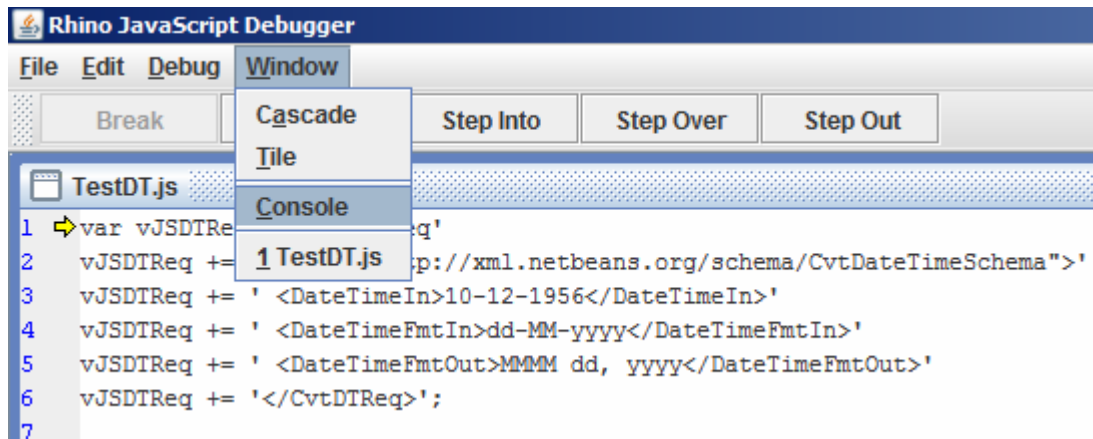 Rhino JavaScript Debugger
File Edit Debug Window
Break Step Into Step Over Step Out
Cascade
Tile
Console
1 TestDT.js
TestDT.js
1 var vJSDTRe eq'
2 vJSDTReq += tp://xml.netbeans.org/schema/CvtDateTimeSchema">'
3 vJSDTReq += ' <DateTimeIn>10-12-1956</DateTimeIn>'
4 vJSDTReq += ' <DateTimeFmtIn>dd-MM-yyyy</DateTimeFmtIn>'
5 vJSDTReq += ' <DateTimeFmtOut>MMMM dd, yyyy</DateTimeFmtOut>'
6 vJSDTReq += '</CvtDTReq>';
7